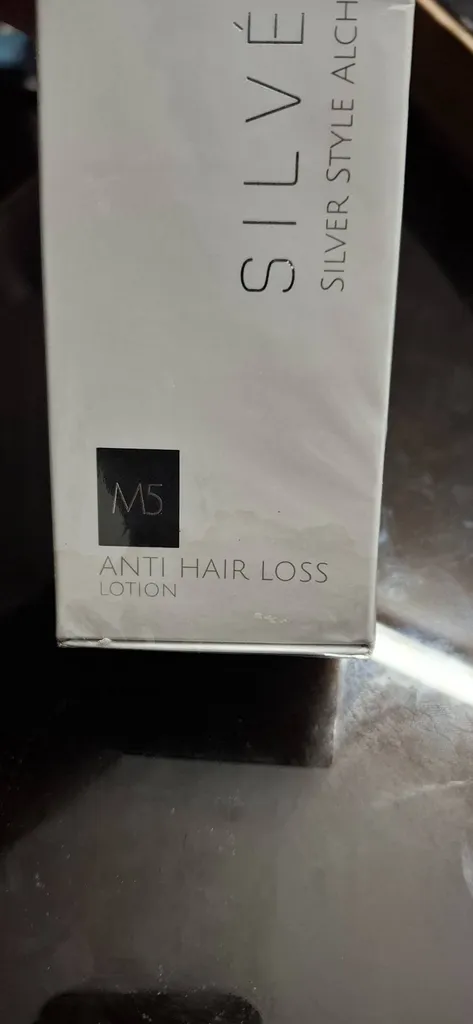 SILVÉ
SILVER STYLE ALCH
M5
ANTI HAIR LOSS
LOTION